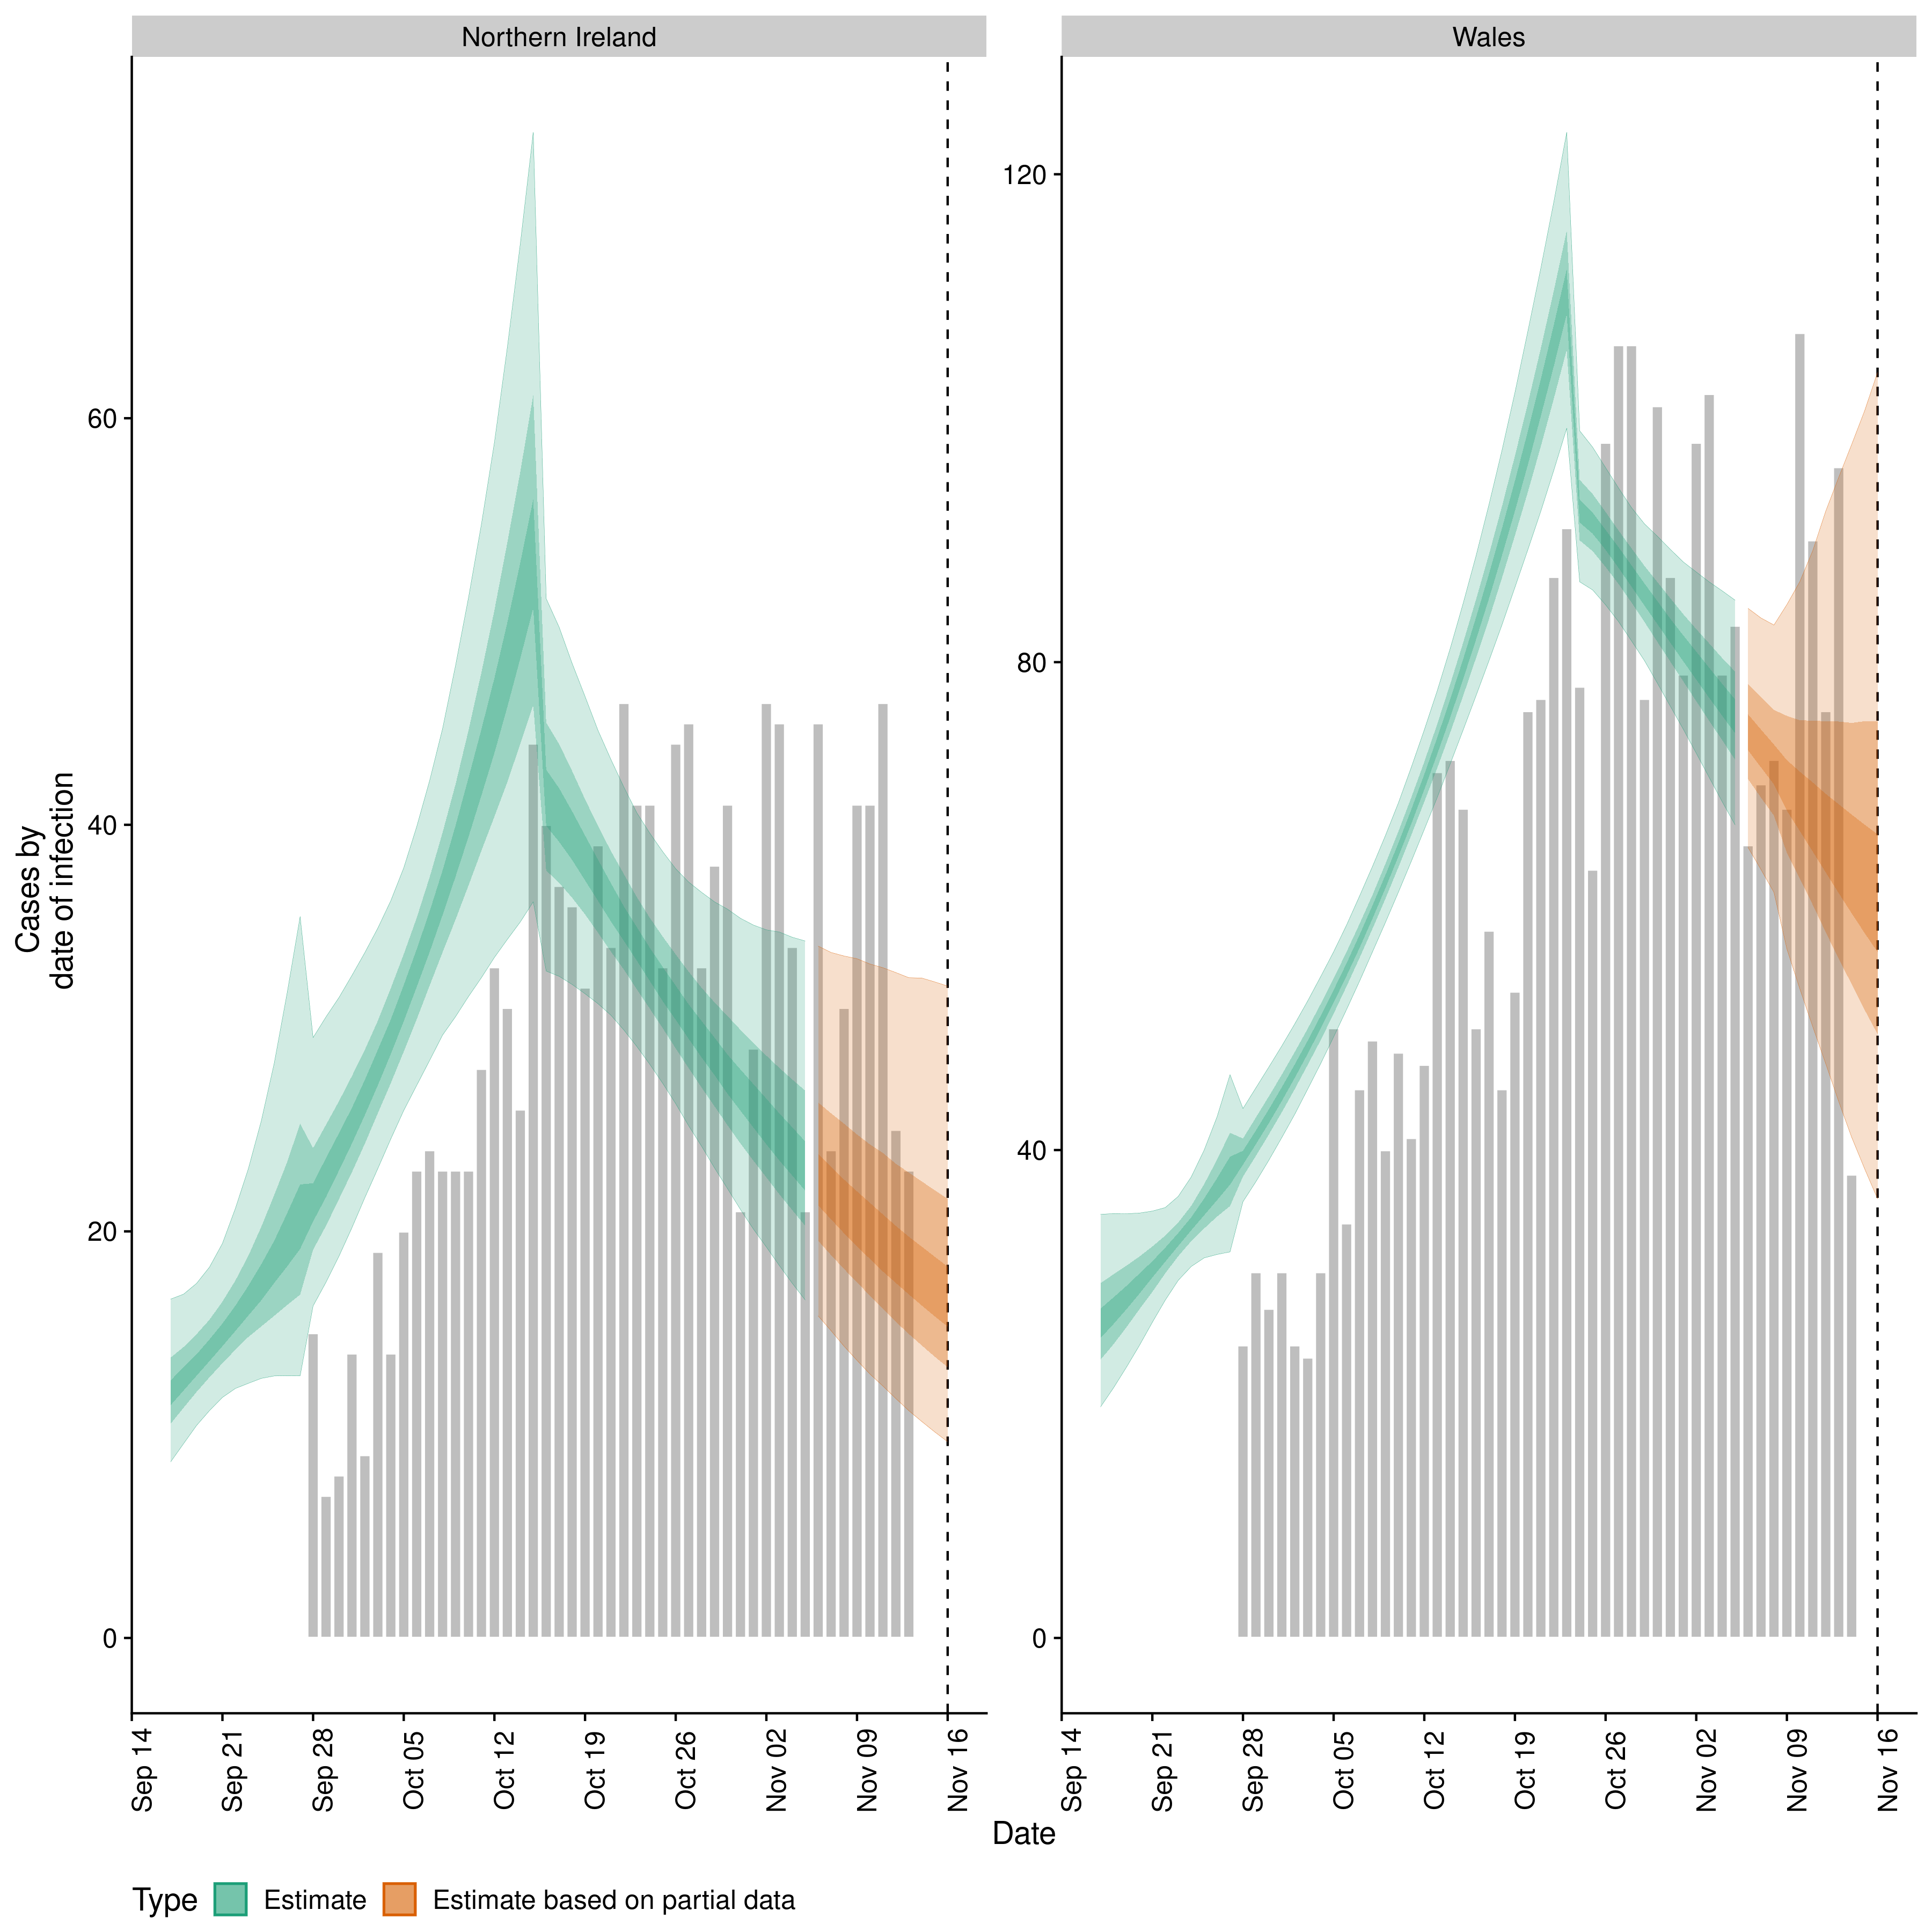 Northern Ireland
Wales
Cases by
date of infection
60
40
20
0
120
80
40
0
Sep 14
Sep 21
Sep 28
Oct 05
Oct 12
Oct 19
Oct 26
Nov 02
Nov 09
Nov 16
Sep 14
Sep 21
Sep 28
Oct 05
Oct 12
Oct 19
Oct 26
Nov 02
Nov 09
Nov 16
Date
Type Estimate Estimate based on partial data